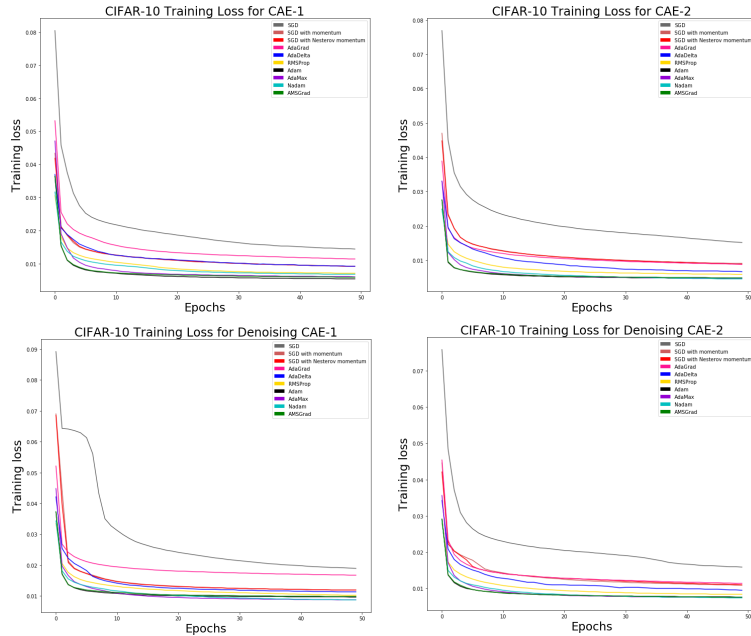 CIFAR-10 Training Loss for CAE-1
SGD
SGD with momentum
SGD with Nesterov momentum
AdaGrad
AdaDelta
RMSProp
Adam
AdaMax
Nadam
AMSGrad
0.08
0.07
0.06
0.05
0.04
0.03
0.02
0.01
Training loss
0 10 20 30 40 50
Epochs
CIFAR-10 Training Loss for CAE-2
SGD
SGD with momentum
SGD with Nesterov momentum
AdaGrad
AdaDelta
RMSProp
Adam
AdaMax
Nadam
AMSGrad
0.08
0.07
0.06
0.05
0.04
0.03
0.02
0.01
Training loss
0 10 20 30 40 50
Epochs
CIFAR-10 Training Loss for Denoising CAE-1
SGD
SGD with momentum
SGD with Nesterov momentum
AdaGrad
AdaDelta
RMSProp
Adam
AdaMax
Nadam
AMSGrad
0.09
0.08
0.07
0.06
0.05
0.04
0.03
0.02
0.01
Training loss
0 10 20 30 40 50
Epochs
CIFAR-10 Training Loss for Denoising CAE-2
SGD
SGD with momentum
SGD with Nesterov momentum
AdaGrad
AdaDelta
RMSProp
Adam
AdaMax
Nadam
AMSGrad
0.07
0.06
0.05
0.04
0.03
0.02
0.01
Training loss
0 10 20 30 40 50
Epochs